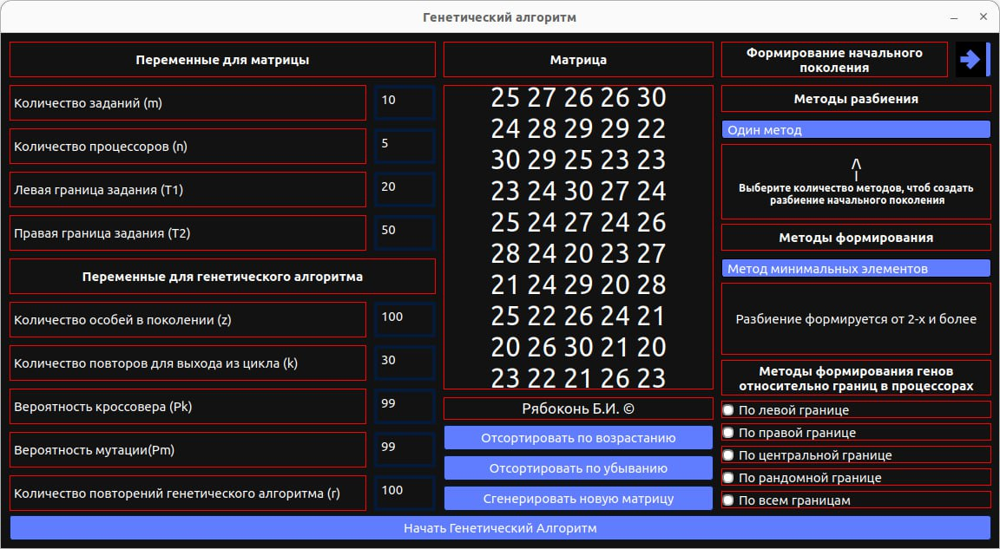 Генетический алгоритм
Переменные для матрицы
Количество заданий (m)
10
Количество процессоров (n)
5
Левая граница задания (T1)
20
Правая граница задания (T2)
50
Переменные для генетического алгоритма
Количество особей в поколении (z)
100
Количество повторов для выхода из цикла (k)
30
Вероятность кроссовера (Pk)
99
Вероятность мутации(Pm)
99
Количество повторений генетического алгоритма (г)
100
Матрица
25 27 26 26 30
24 28 29 29 22
30 29 25 23 23
23 24 30 27 24
25 24 27 24 26
28 24 20 23 27
21 24 29 20 28
25 22 26 24 21
20 26 30 21 20
23 22 21 26 23
Рябоконь Б.И. ©
Отсортировать по возрастанию
Отсортировать по убыванию
Сгенерировать новую матрицу
Формирование начального
поколения
Методы разбиения
Один метод
/\
|
Выберите количество методов, чтоб создать
разбиение начального поколения
Методы формирования
Метод минимальных элементов
Разбиение формируется от 2-х и более
Методы формирования генов
относительно границ в процессорах
По левой границе
По правой границе
По центральной границе
По рандомной границе
По всем границам
Начать Генетический Алгоритм